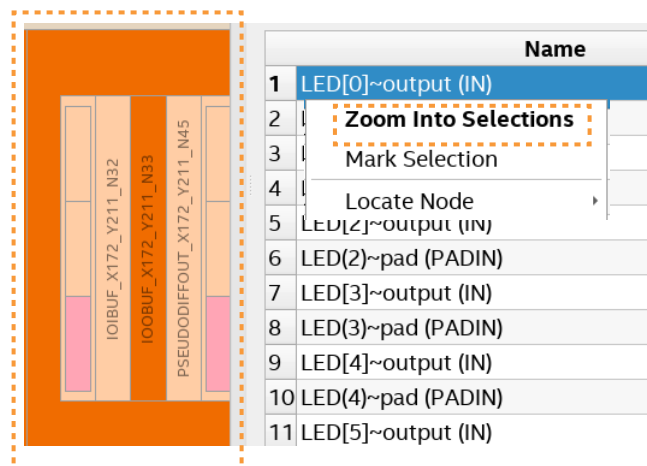 IOIBUF_X172_Y211_N32
IOOBUF_X172_Y211_N33
PSEUDODIFFOUT_X172_Y211_N45
Name
1 LED[0]~output (IN)
Zoom Into Selections
2
Mark Selection
3
Locate Node
4
5 LED[2]~output (IN)
6 LED(2)~pad (PADIN)
7 LED[3]~output (IN)
8 LED(3)~pad (PADIN)
9 LED[4]~output (IN)
10 LED(4)~pad (PADIN)
11 LED[5]~output (IN)